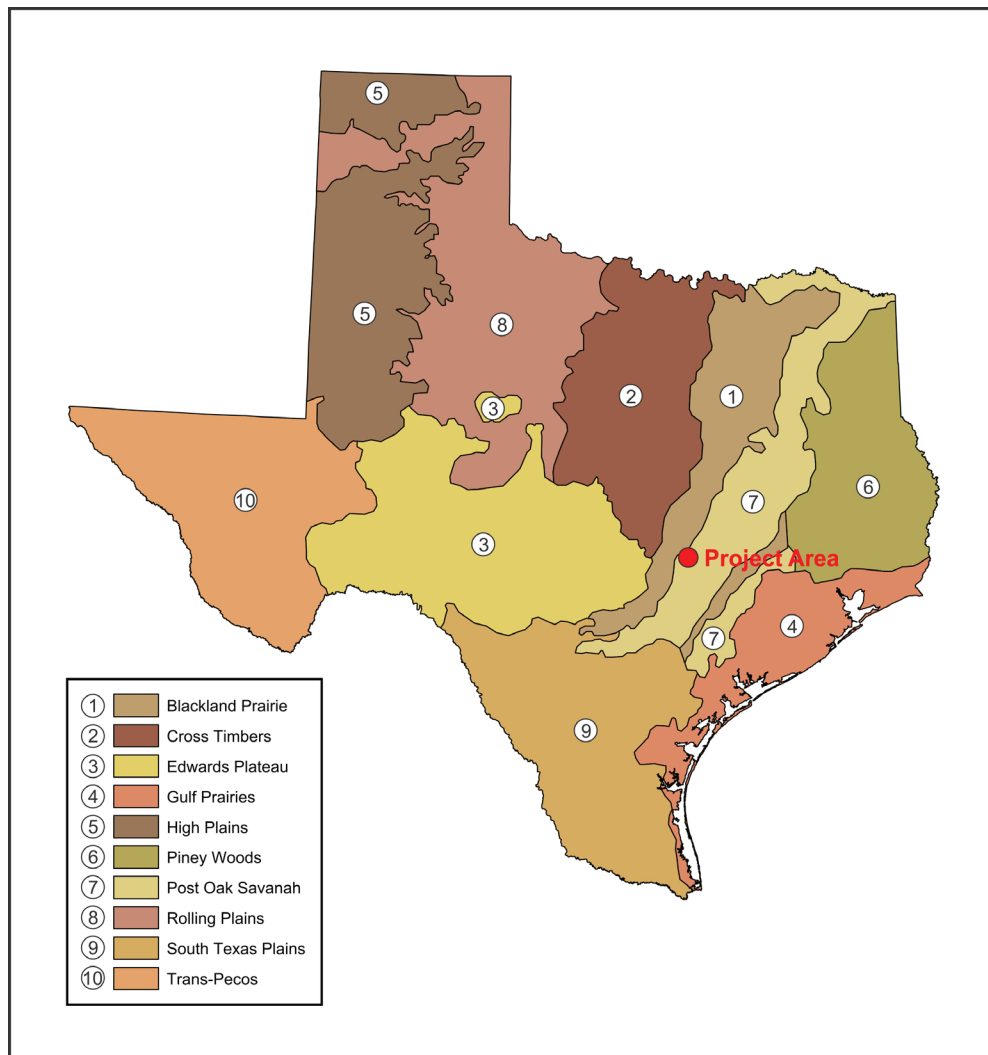 5
5
8
3
2
1
10
3
7
6
Project Area
7
4
9
1 Blackland Prairie
2 Cross Timbers
3 Edwards Plateau
4 Gulf Prairies
5 High Plains
6 Piney Woods
7 Post Oak Savanah
8 Rolling Plains
9 South Texas Plains
10 Trans-Pecos